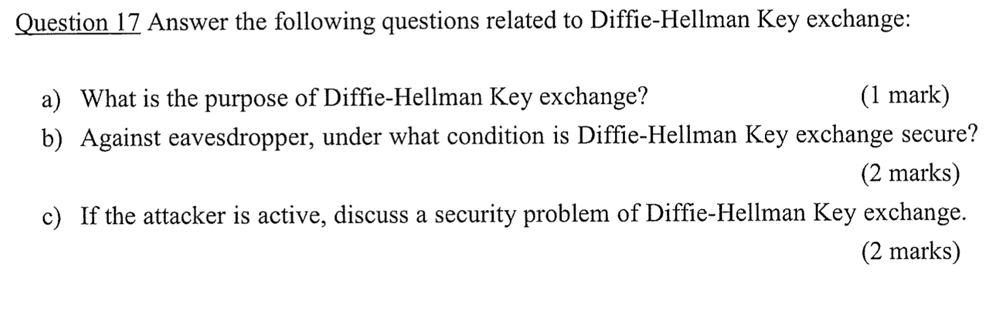 Question 17 Answer the following questions related to Diffie-Hellman Key exchange:
a) What is the purpose of Diffie-Hellman Key exchange? (1 mark)
b) Against eavesdropper, under what condition is Diffie-Hellman Key exchange secure?
(2 marks)
c) If the attacker is active, discuss a security problem of Diffie-Hellman Key exchange.
(2 marks)